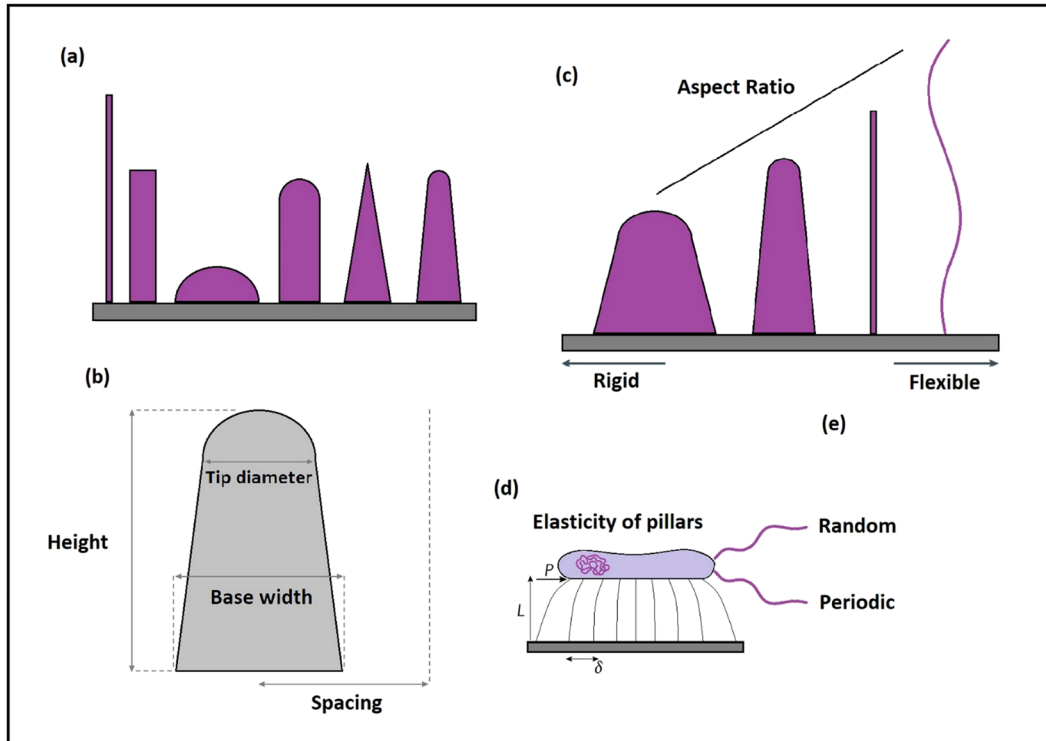 (a)
(c)
Aspect Ratio
Rigid
Flexible
(b)
Tip diameter
Height
Base width
Spacing
(e)
(d)
Elasticity of pillars
Random
P
L
Periodic
δ